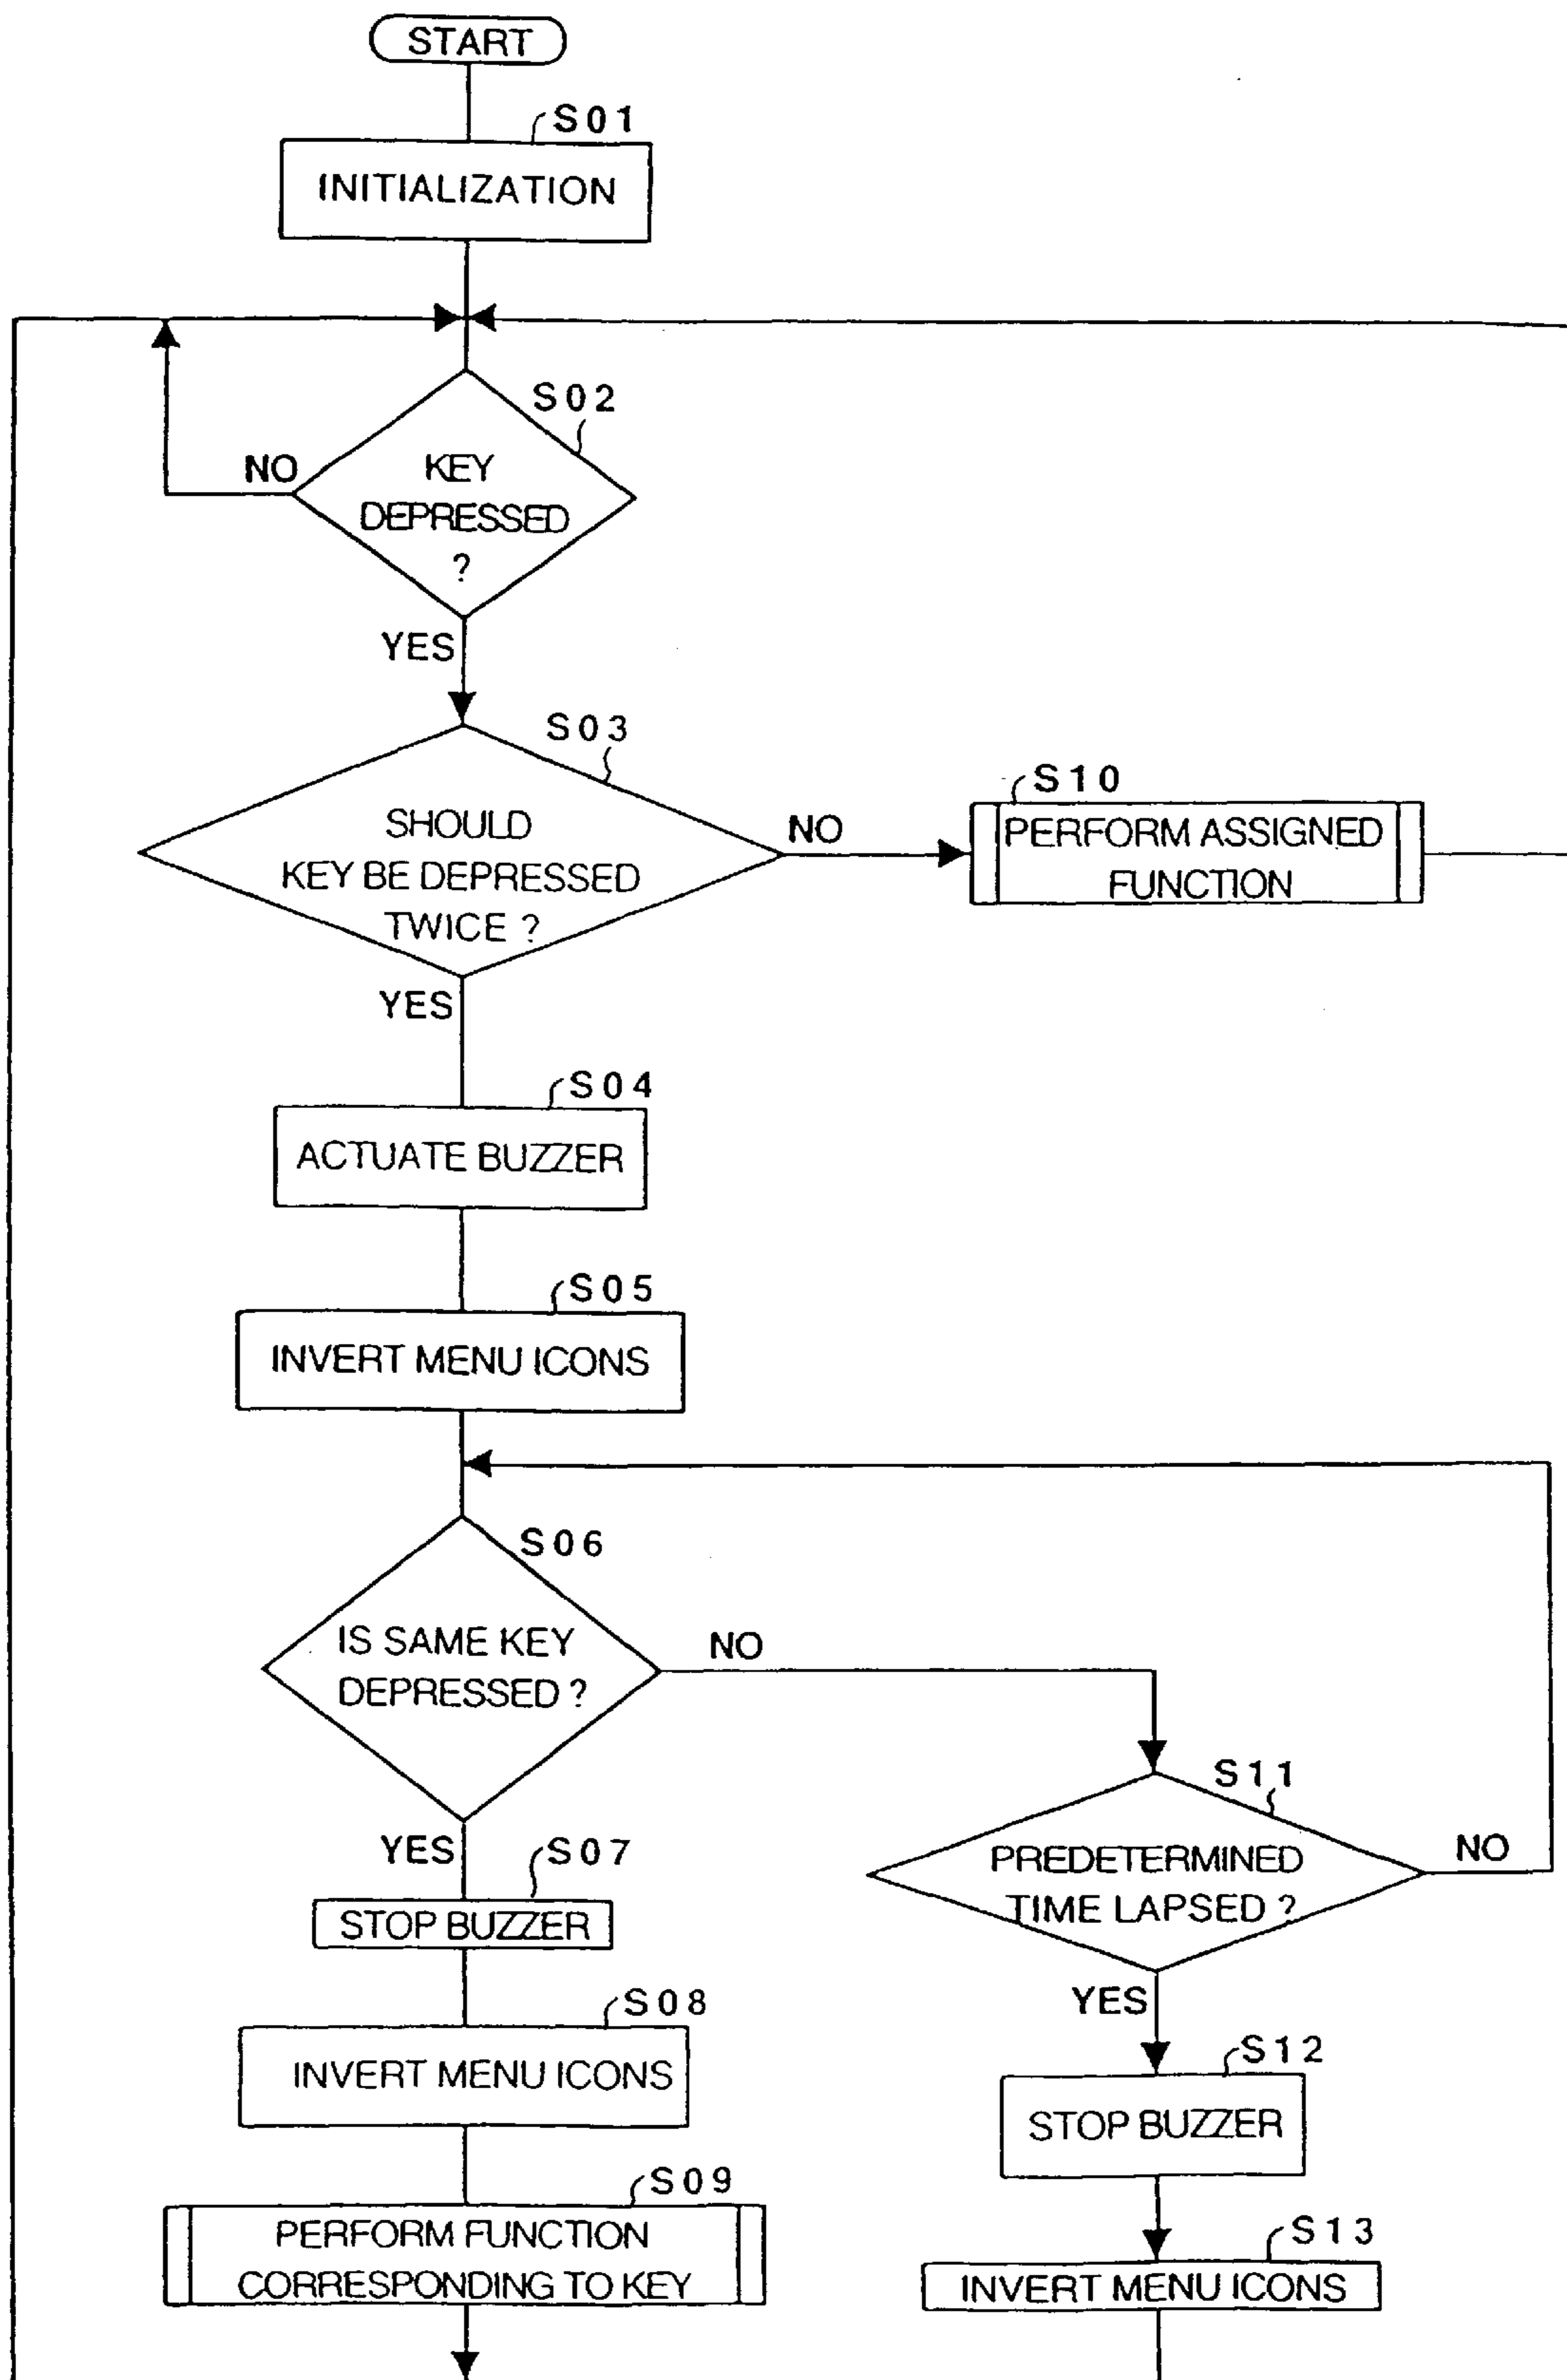 START
S01
INITIALIZATION
S02
NO
KEY
DEPRESSED
?
YES
S03
SHOULD
KEY BE DEPRESSED
TWICE ?
NO
S10
PERFORM ASSIGNED
FUNCTION
YES
S04
ACTUATE BUZZER
S05
INVERT MENU ICONS
S06
IS SAME KEY
DEPRESSED ?
NO
S11
PREDETERMINED
TIME LAPSED ?
NO
YES
S07
STOP BUZZER
S08
INVERT MENU ICONS
YES
S12
STOP BUZZER
S09
PERFORM FUNCTION
CORRESPONDING TO KEY
S13
INVERT MENU ICONS